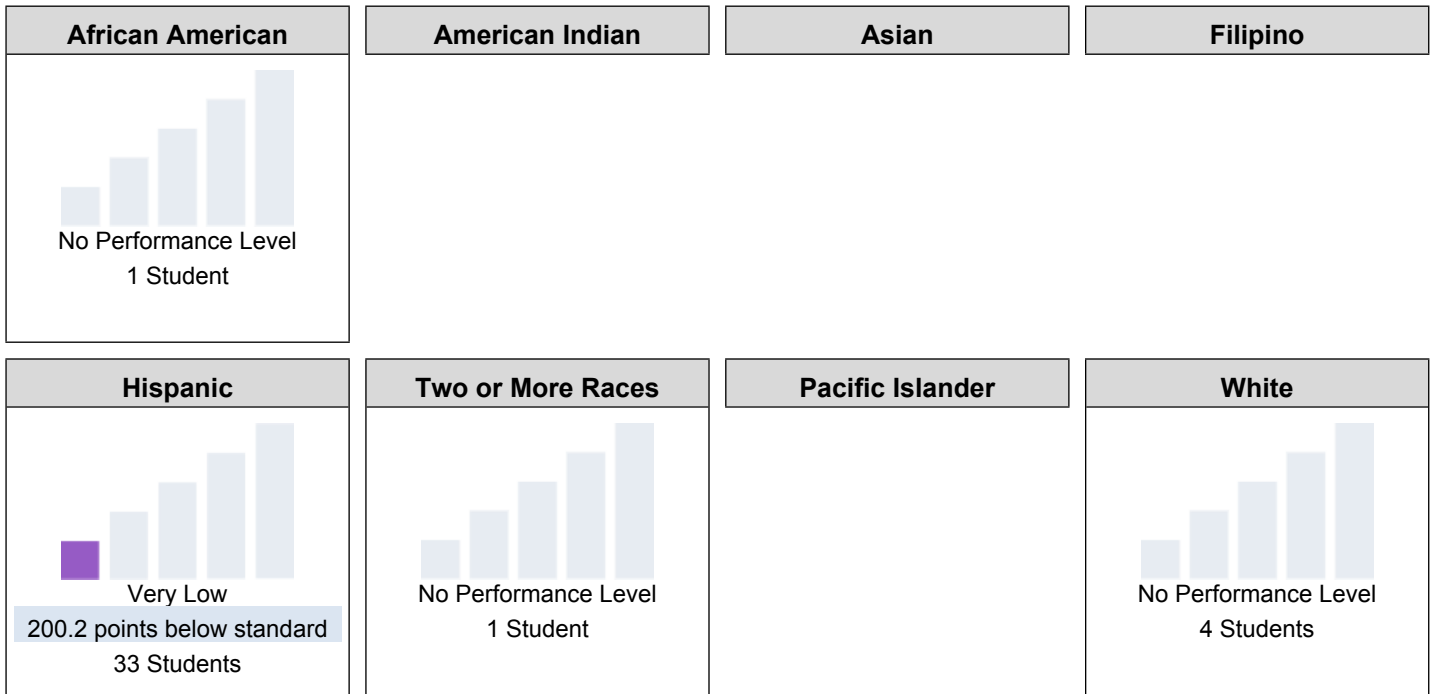 African American
American Indian
Asian
Filipino
No Performance Level
1 Student
Hispanic
Two or More Races
Pacific Islander
White
Very Low
200.2 points below standard
33 Students
No Performance Level
1 Student
No Performance Level
4 Students